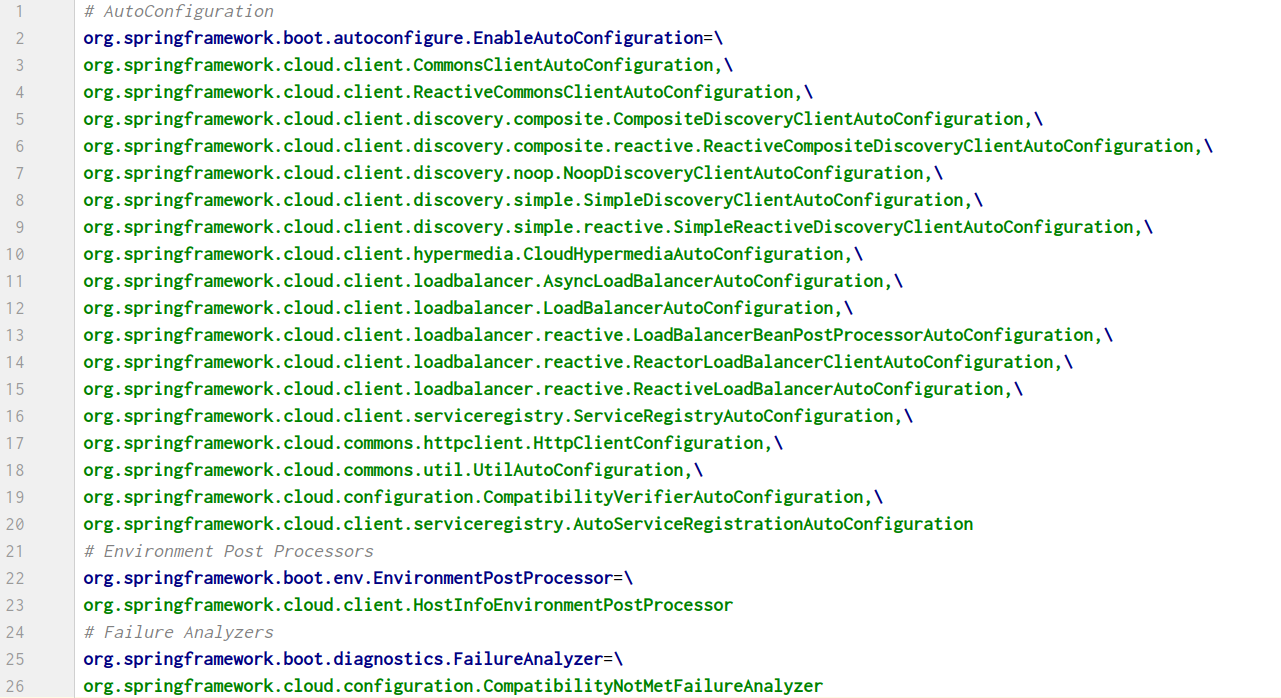 1 # AutoConfiguration
2 org.springframework.boot.autoconfigure.EnableAutoConfiguration=\
3 org.springframework.cloud.client.CommonsClientAutoConfiguration,\
4 org.springframework.cloud.client.ReactiveCommonsClientAutoConfiguration,\
5 org.springframework.cloud.client.discovery.composite.CompositeDiscoveryClientAutoConfiguration,\
6 org.springframework.cloud.client.discovery.composite.reactive.ReactiveCompositeDiscoveryClientAutoConfiguration,\
7 org.springframework.cloud.client.discovery.noop.NoopDiscoveryClientAutoConfiguration,\
8 org.springframework.cloud.client.discovery.simple.SimpleDiscoveryClientAutoConfiguration,\
9 org.springframework.cloud.client.discovery.simple.reactive.SimpleReactiveDiscoveryClientAutoConfiguration,\
10 org.springframework.cloud.client.hypermedia.CloudHypermediaAutoConfiguration,\
11 org.springframework.cloud.client.loadbalancer.AsyncLoadBalancerAutoConfiguration,\
12 org.springframework.cloud.client.loadbalancer.LoadBalancerAutoConfiguration,\
13 org.springframework.cloud.client.loadbalancer.reactive.LoadBalancerBeanPostProcessorAutoConfiguration,\
14 org.springframework.cloud.client.loadbalancer.reactive.ReactorLoadBalancerClientAutoConfiguration,\
15 org.springframework.cloud.client.loadbalancer.reactive.ReactiveLoadBalancerAutoConfiguration,\
16 org.springframework.cloud.client.serviceregistry.ServiceRegistryAutoConfiguration,\
17 org.springframework.cloud.commons.httpclient.HttpClientConfiguration,\
18 org.springframework.cloud.commons.util.UtilAutoConfiguration,\
19 org.springframework.cloud.configuration.CompatibilityVerifierAutoConfiguration,\
20 org.springframework.cloud.client.serviceregistry.AutoServiceRegistrationAutoConfiguration
21 # Environment Post Processors
22 org.springframework.boot.env.EnvironmentPostProcessor=\
23 org.springframework.cloud.client.HostInfoEnvironmentPostProcessor
24 # Failure Analyzers
25 org.springframework.boot.diagnostics.FailureAnalyzer=\
26 org.springframework.cloud.configuration.CompatibilityNotMetFailureAnalyzer